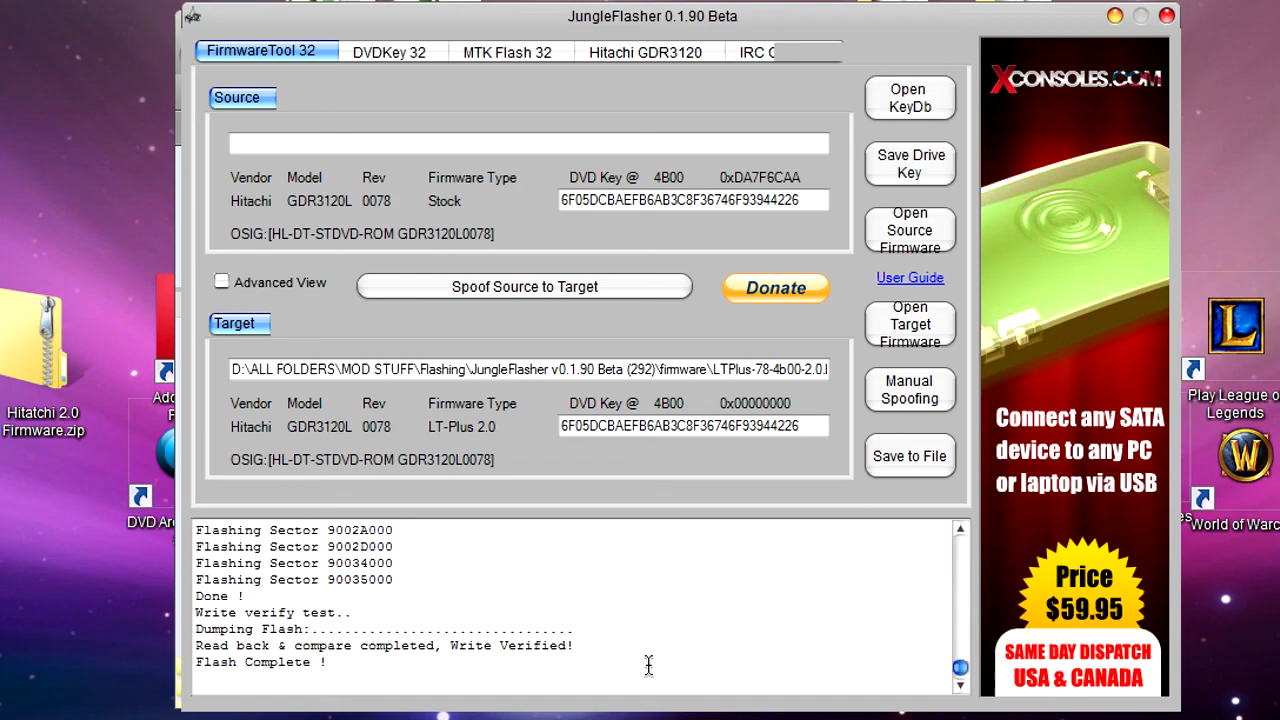 JungleFlasher 0.1.90 Beta
FirmwareTool 32
DVDKey 32
MTK Flash 32
Hitachi GDR3120
IRC
Source
Vendor Model Rev Firmware Type DVD Key @ 4B00 0xDA7F6CAA
Hitachi GDR3120L 0078 Stock 6F05DCBAEFB6AB3C8F36746F93944226
OSIG:[HL-DT-STDVD-ROM GDR3120L0078]
Advanced View
Spoof Source to Target
Donate
Target
D:\ALL FOLDERS\MOD STUFF\Flashing\JungleFlasher v0.1.90 Beta (292)\firmware\LTPlus-78-4b00-2.0.
Vendor Model Rev Firmware Type DVD Key @ 4B00 0x00000000
Hitachi GDR3120L 0078 LT-Plus 2.0 6F05DCBAEFB6AB3C8F36746F93944226
OSIG:[HL-DT-STDVD-ROM GDR3120L0078]
Open
KeyDb
Save Drive
Key
Open
Source
Firmware
User Guide
Open
Target
Firmware
Manual
Spoofing
Save to File
Flashing Sector 9002A000
Flashing Sector 9002D000
Flashing Sector 90034000
Flashing Sector 90035000
Done !
Write verify test..
Dumping Flash:................................
Read back & compare completed, Write Verified!
Flash Complete !
XCONSOLES.COM
Connect any SATA
device to any PC
or laptop via USB
Price
$59.95
SAME DAY DISPATCH
USA & CANADA
Hitatchi 2.0
Firmware.zip
Ado
DVD Ar
Play League o
Legends
World of Warc